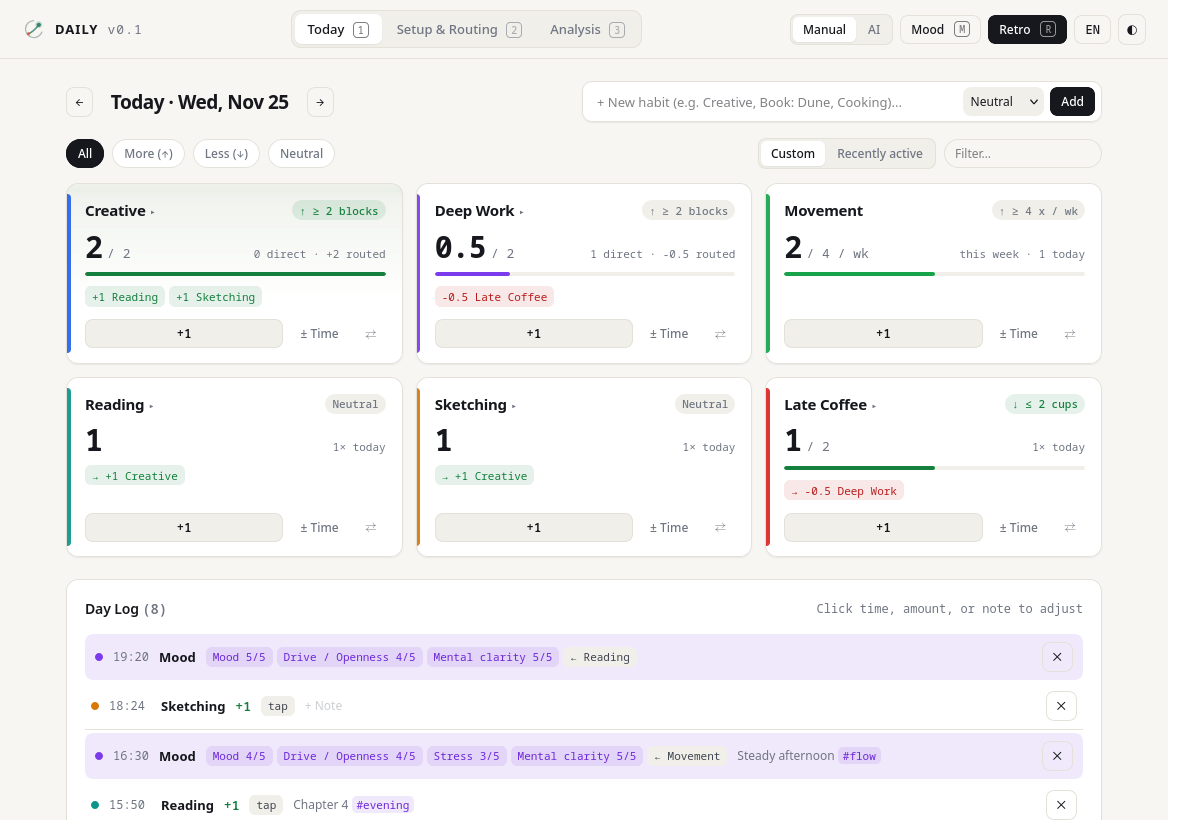 DAILY v0.1 Today 1 Setup & Routing 2 Analysis 3 Manual AI Mood M Retro R EN
← Today · Wed, Nov 25 → + New habit (e.g. Creative, Book: Dune, Cooking)... Neutral Add
All More (↑) Less (↓) Neutral Custom Recently active Filter...
Creative ▸ ↑ ≥ 2 blocks
2 / 2 0 direct · +2 routed
+1 Reading +1 Sketching
+1 ± Time ⇄
Deep Work ▸ ↑ ≥ 2 blocks
0.5 / 2 1 direct · -0.5 routed
-0.5 Late Coffee
+1 ± Time ⇄
Movement ↑ ≥ 4 x / wk
2 / 4 / wk this week · 1 today
+1 ± Time ⇄
Reading ▸ Neutral
1 1× today
→ +1 Creative
+1 ± Time ⇄
Sketching ▸ Neutral
1 1× today
→ +1 Creative
+1 ± Time ⇄
Late Coffee ▸ ↓ ≤ 2 cups
1 / 2 1× today
→ -0.5 Deep Work
+1 ± Time ⇄
Day Log (8) Click time, amount, or note to adjust
19:20 Mood Mood 5/5 Drive / Openness 4/5 Mental clarity 5/5 ← Reading ×
18:24 Sketching +1 tap + Note ×
16:30 Mood Mood 4/5 Drive / Openness 4/5 Stress 3/5 Mental clarity 5/5 ← Movement Steady afternoon #flow ×
15:50 Reading +1 tap Chapter 4 #evening ×